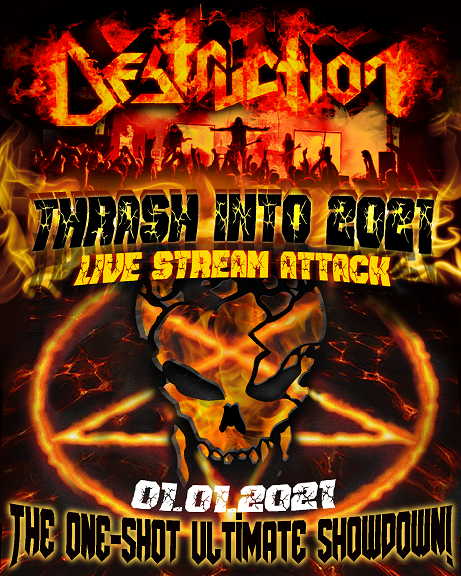 Destruction
THRASH INTO 2021
LIVE STREAM ATTACK
01.01.2021
THE ONE-SHOT ULTIMATE SHOWDOWN!